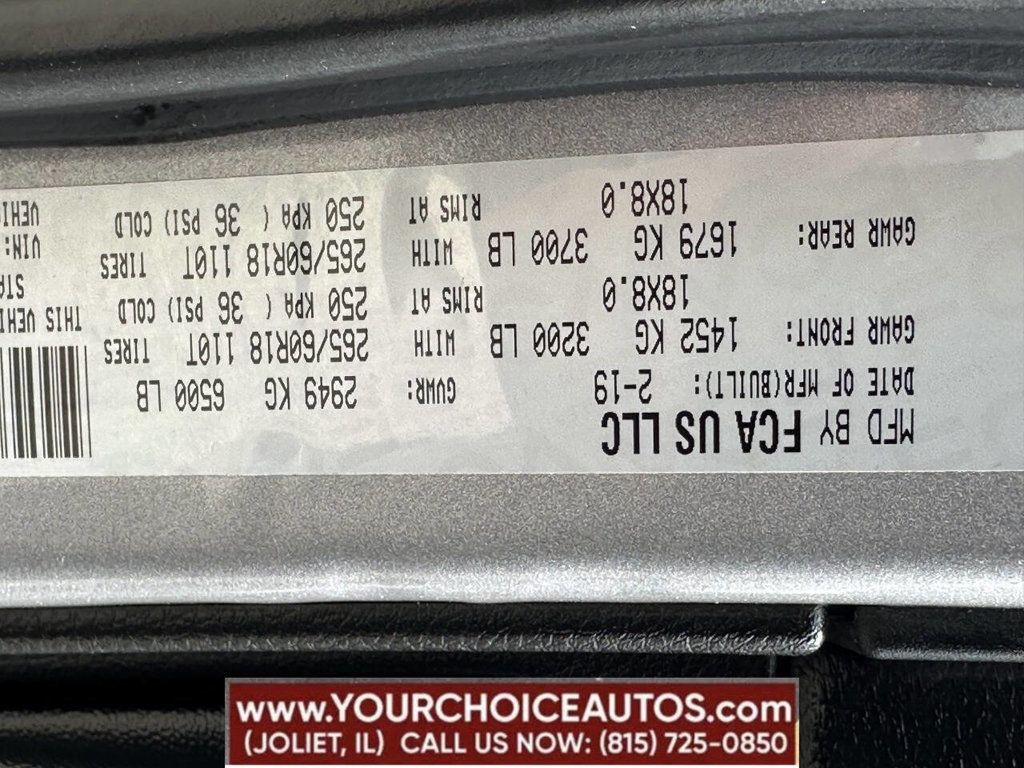 MFD BY FCA US LLC
DATE OF MFR(BUILT): 2-19 GVWR: 2949 KG 6500 LB
GAWR FRONT: 1452 KG 3200 LB WITH 265/60R18 110T TIRES
18X8.0 RIMS AT 250 KPA ( 36 PSI) COLD THIS VEHI
GAWR REAR: 1679 KG 3700 LB WITH 265/60R18 110T TIRES STA
18X8.0 RIMS AT 250 KPA ( 36 PSI) COLD VIN:
VEHIC
www.YOURCHOICEAUTOS.com
(JOLIET, IL) CALL US NOW: (815) 725-0850